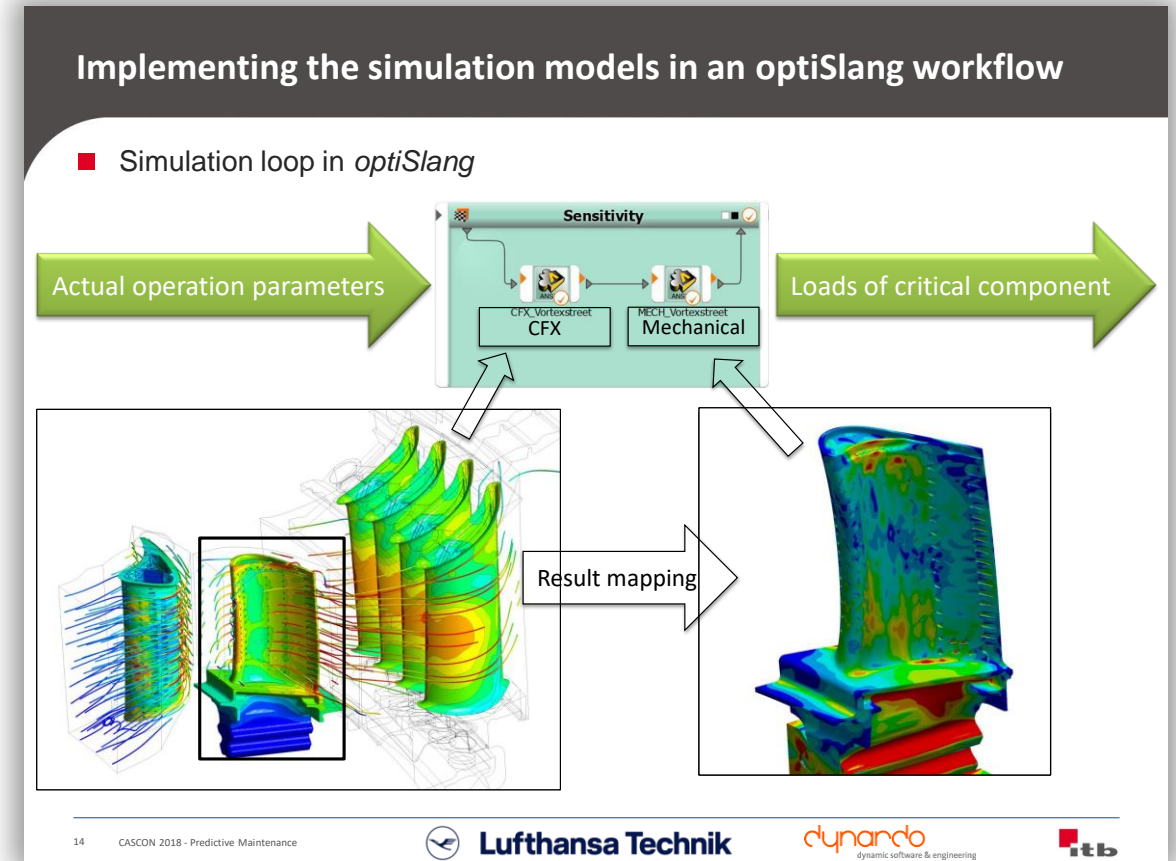 Implementing the simulation models in an optiSlang workflow
Simulation loop in optiSlang
Sensitivity
Actual operation parameters
Loads of critical component
ANS
ANS
CFX_Vortexstreet
MECH_Vortexstreet
CFX
Mechanical
Result mapping
14
CASCON 2018 - Predictive Maintenance
Lufthansa Technik
dynardo
dynamic software & engineering
itb